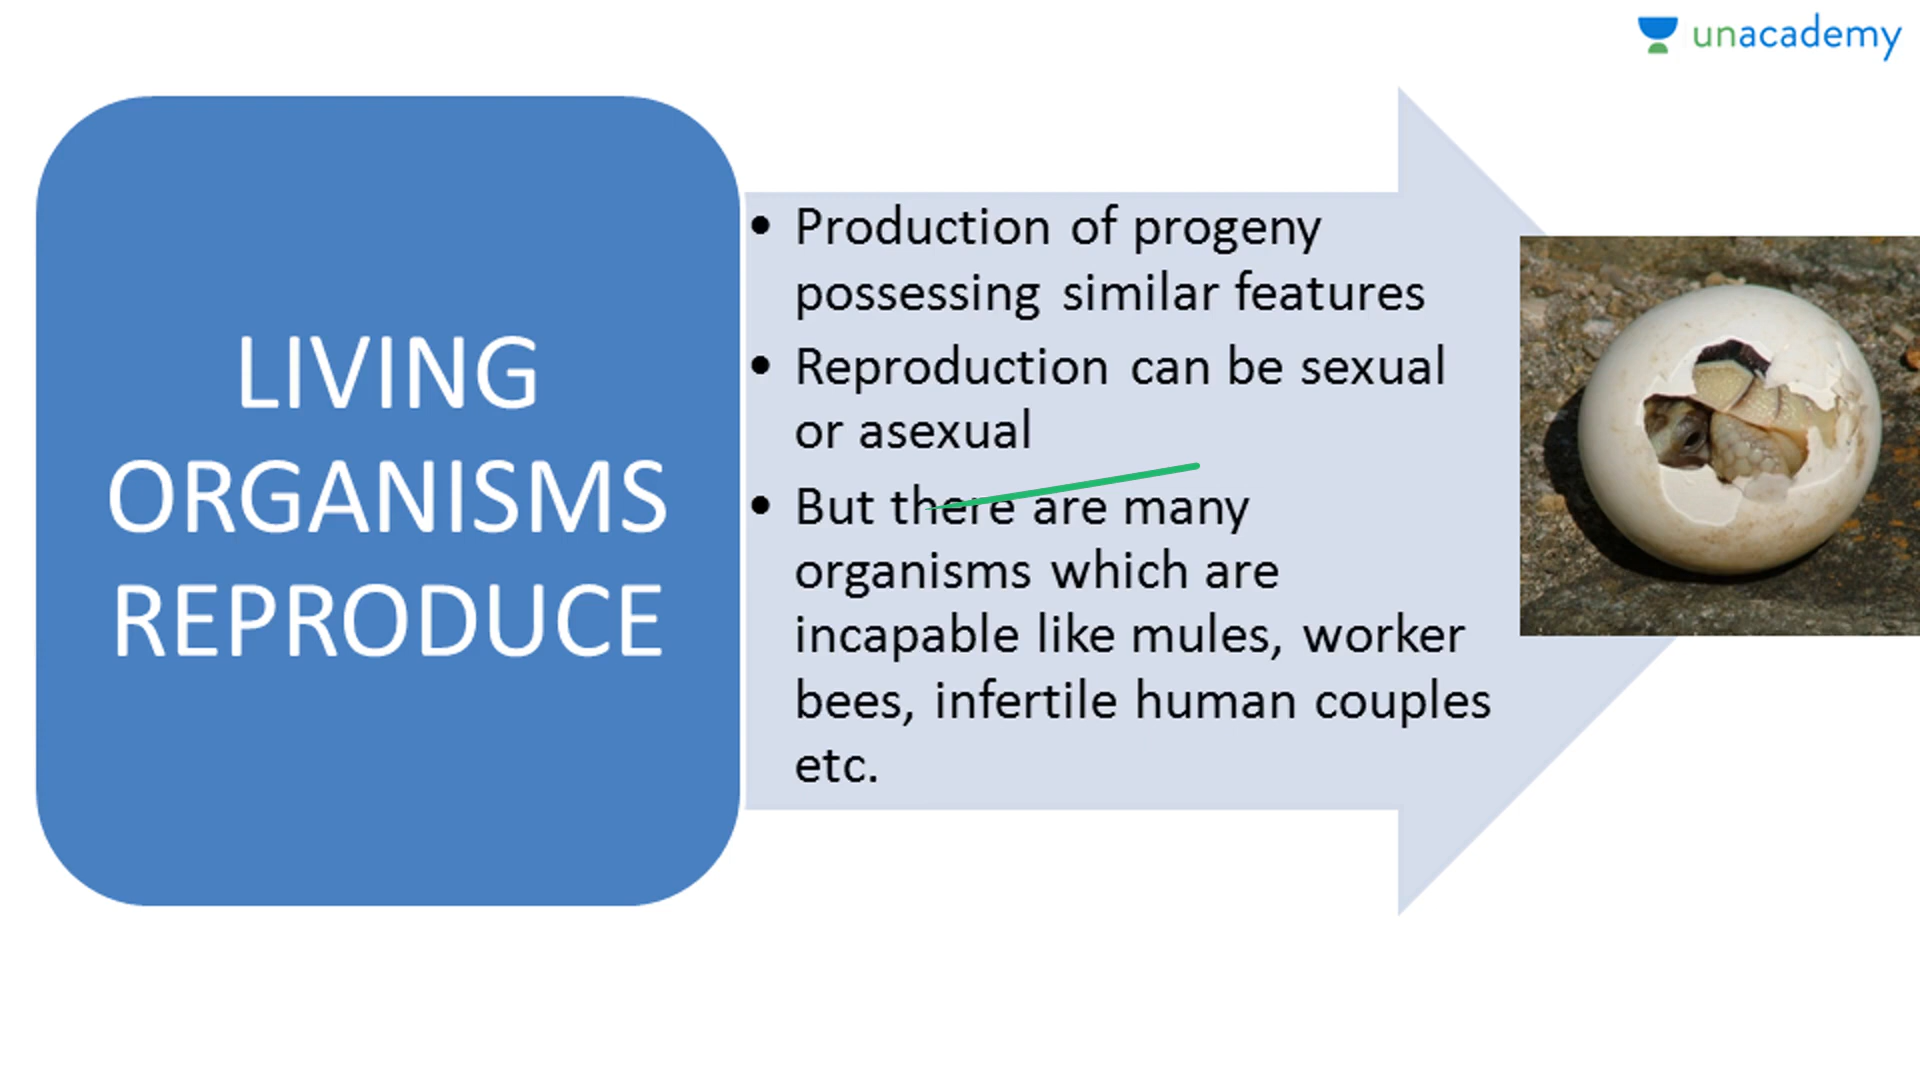 unacademy
LIVING
ORGANISMS
REPRODUCE
• Production of progeny
possessing similar features
• Reproduction can be sexual
or asexual
• But there are many
organisms which are
incapable like mules, worker
bees, infertile human couples
etc.